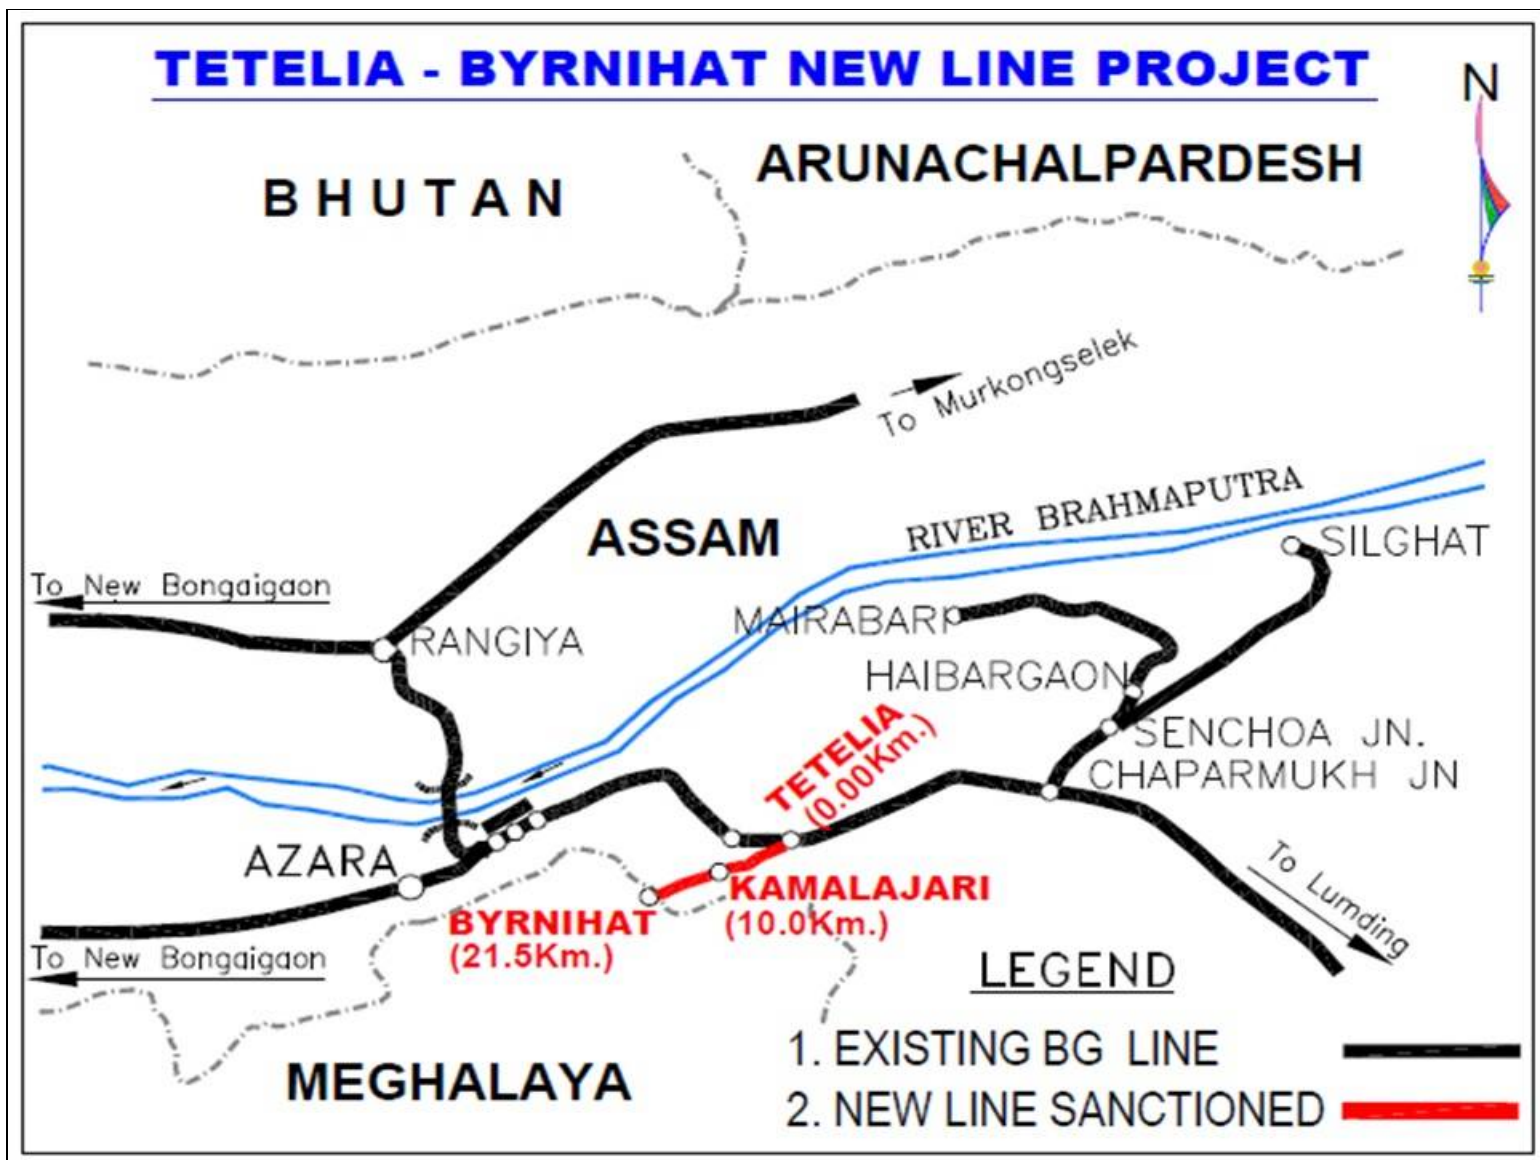 TETELIA - BYRNIHAT NEW LINE PROJECT
N
ARUNACHALPARDESH
BHUTAN
To Murkongselek
RIVER BRAHMAPUTRA
ASSAM
SILGHAT
To New Bongaigaon
MAIRABARI
RANGIYA
HAIBARGAON
TETELIA
(0.00Km.)
SENCHOA JN.
CHAPARMUKH JN
AZARA
To Lumding
KAMALAJARI
(10.0Km.)
BYRNIHAT
(21.5Km.)
To New Bongaigaon
LEGEND
1. EXISTING BG LINE
MEGHALAYA
2. NEW LINE SANCTIONED